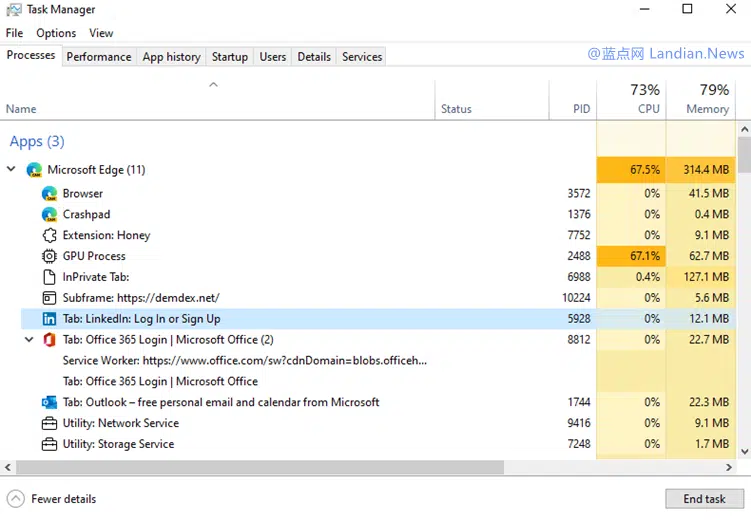 Task Manager
File Options View
Processes Performance App history Startup Users Details Services
@蓝点网 Landian.News
73% 79%
Name Status PID CPU Memory
Apps (3)
Microsoft Edge (11) 67.5% 314.4 MB
Browser 3572 0% 41.5 MB
Crashpad 1376 0% 0.4 MB
Extension: Honey 7752 0% 9.1 MB
GPU Process 2488 67.1% 62.7 MB
InPrivate Tab: 6988 0.4% 127.1 MB
Subframe: https://demdex.net/ 10224 0% 5.6 MB
Tab: LinkedIn: Log In or Sign Up 5928 0% 12.1 MB
Tab: Office 365 Login | Microsoft Office (2) 8812 0% 22.7 MB
Service Worker: https://www.office.com/sw?cdnDomain=blobs.officeh...
Tab: Office 365 Login | Microsoft Office
Tab: Outlook – free personal email and calendar from Microsoft 1744 0% 22.3 MB
Utility: Network Service 9416 0% 9.1 MB
Utility: Storage Service 7248 0% 1.7 MB
Fewer details End task